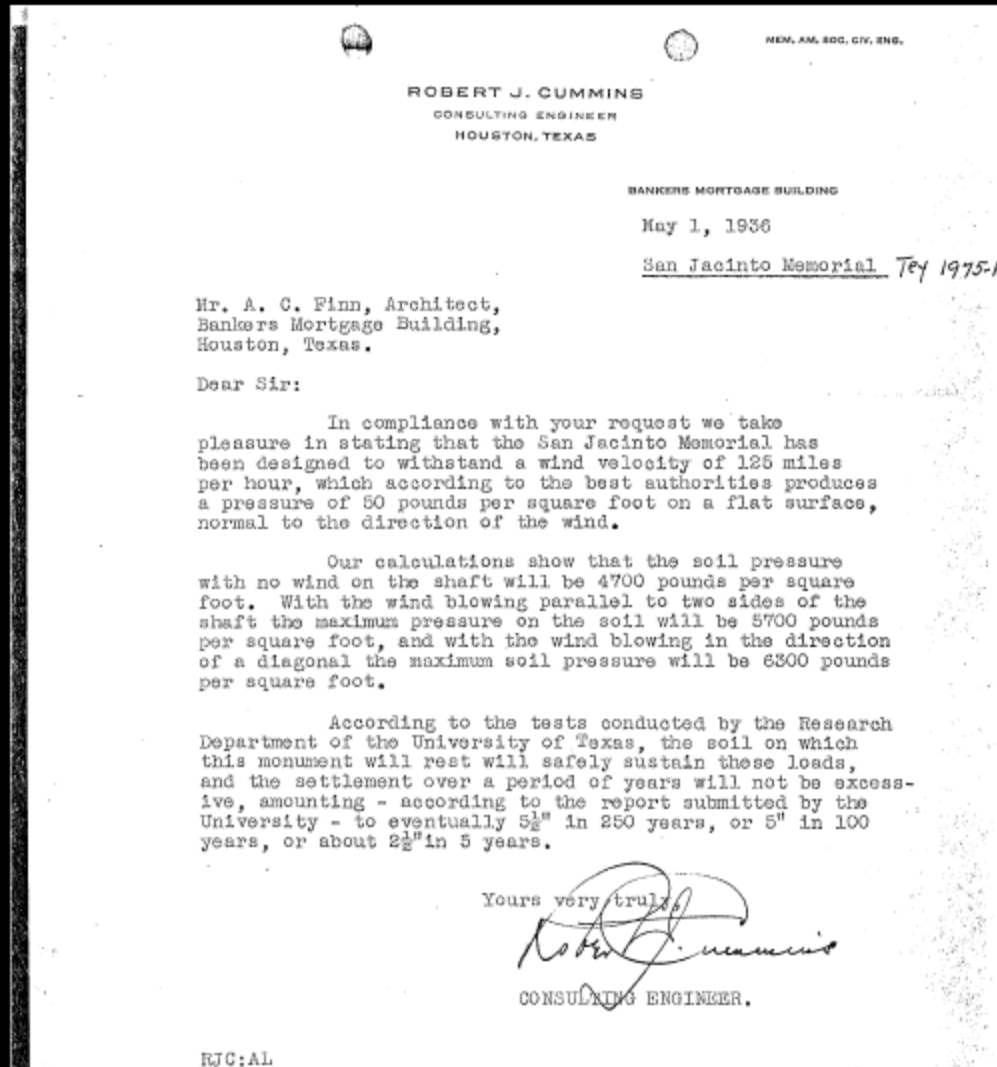 MEM. AM. SOC. CIV. ENG.
ROBERT J. CUMMINS
CONSULTING ENGINEER
HOUSTON, TEXAS
BANKERS MORTGAGE BUILDING
May 1, 1936
San Jacinto Memorial
Mr. A. C. Finn, Architect,
Bankers Mortgage Building,
Houston, Texas.
Dear Sir:
In compliance with your request we take
pleasure in stating that the San Jacinto Memorial has
been designed to withstand a wind velocity of 125 miles
per hour, which according to the best authorities produces
a pressure of 50 pounds per square foot on a flat surface,
normal to the direction of the wind.
Our calculations show that the soil pressure
with no wind on the shaft will be 4700 pounds per square
foot. With the wind blowing parallel to two sides of the
shaft the maximum pressure on the soil will be 5700 pounds
per square foot, and with the wind blowing in the direction
of a diagonal the maximum soil pressure will be 6300 pounds
per square foot.
According to the tests conducted by the Research
Department of the University of Texas, the soil on which
this monument will rest will safely sustain these loads,
and the settlement over a period of years will not be excess-
ive, amounting - according to the report submitted by the
University - to eventually 5½" in 250 years, or 5" in 100
years, or about 2½"in 5 years.
Yours very truly,
Robert J. Cummins
CONSULTING ENGINEER.
RJC:AL